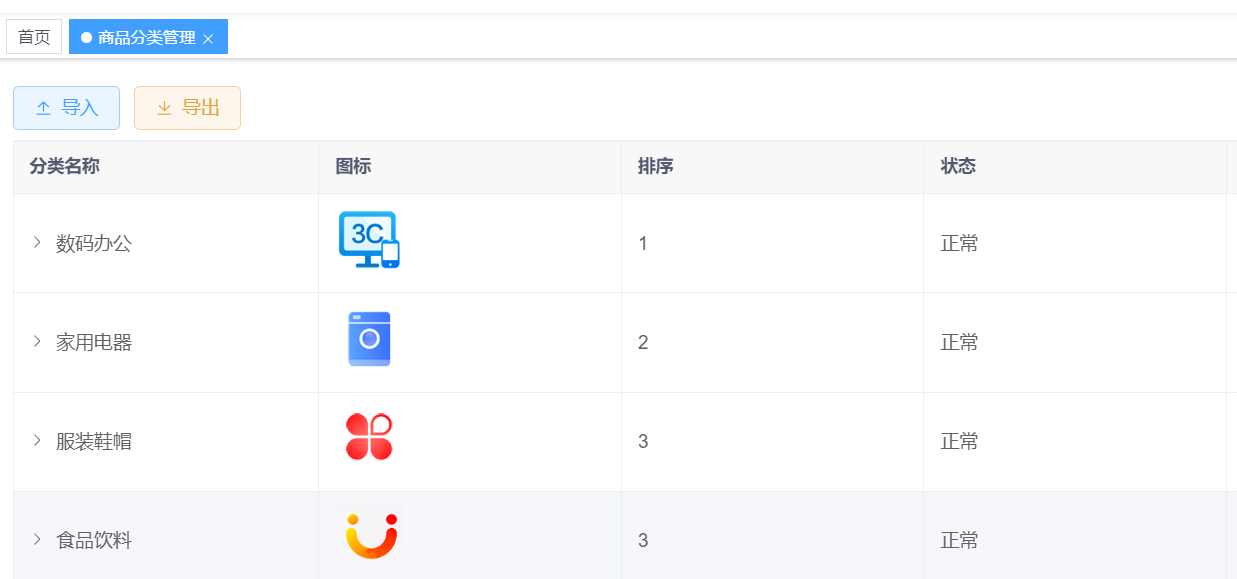 首页 商品分类管理
导入 导出
分类名称 图标 排序 状态
数码办公 3C 1 正常
家用电器 2 正常
服装鞋帽 3 正常
食品饮料 3 正常